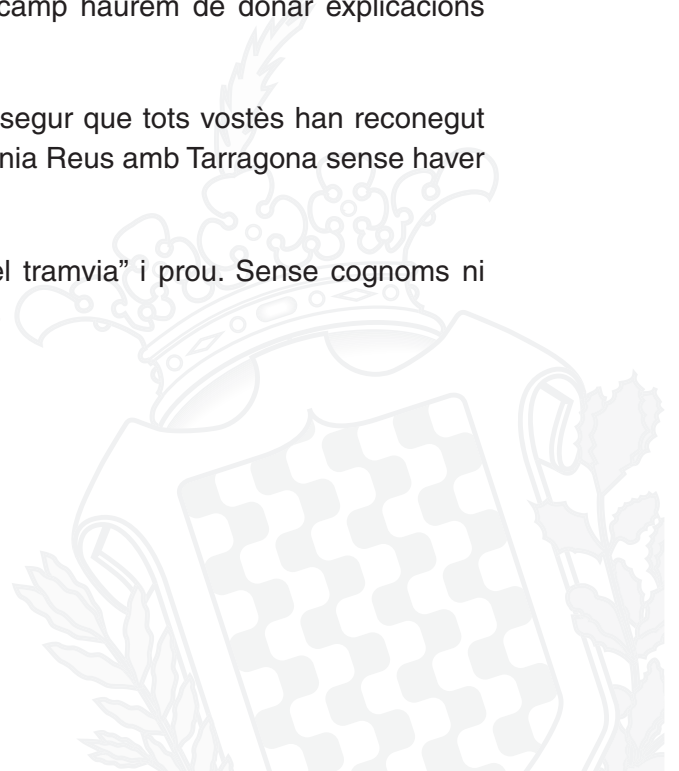 camp haurem de donar explicacions
segur que tots vostès han reconegut
nia Reus amb Tarragona sense haver
el tramvia” i prou. Sense cognoms ni